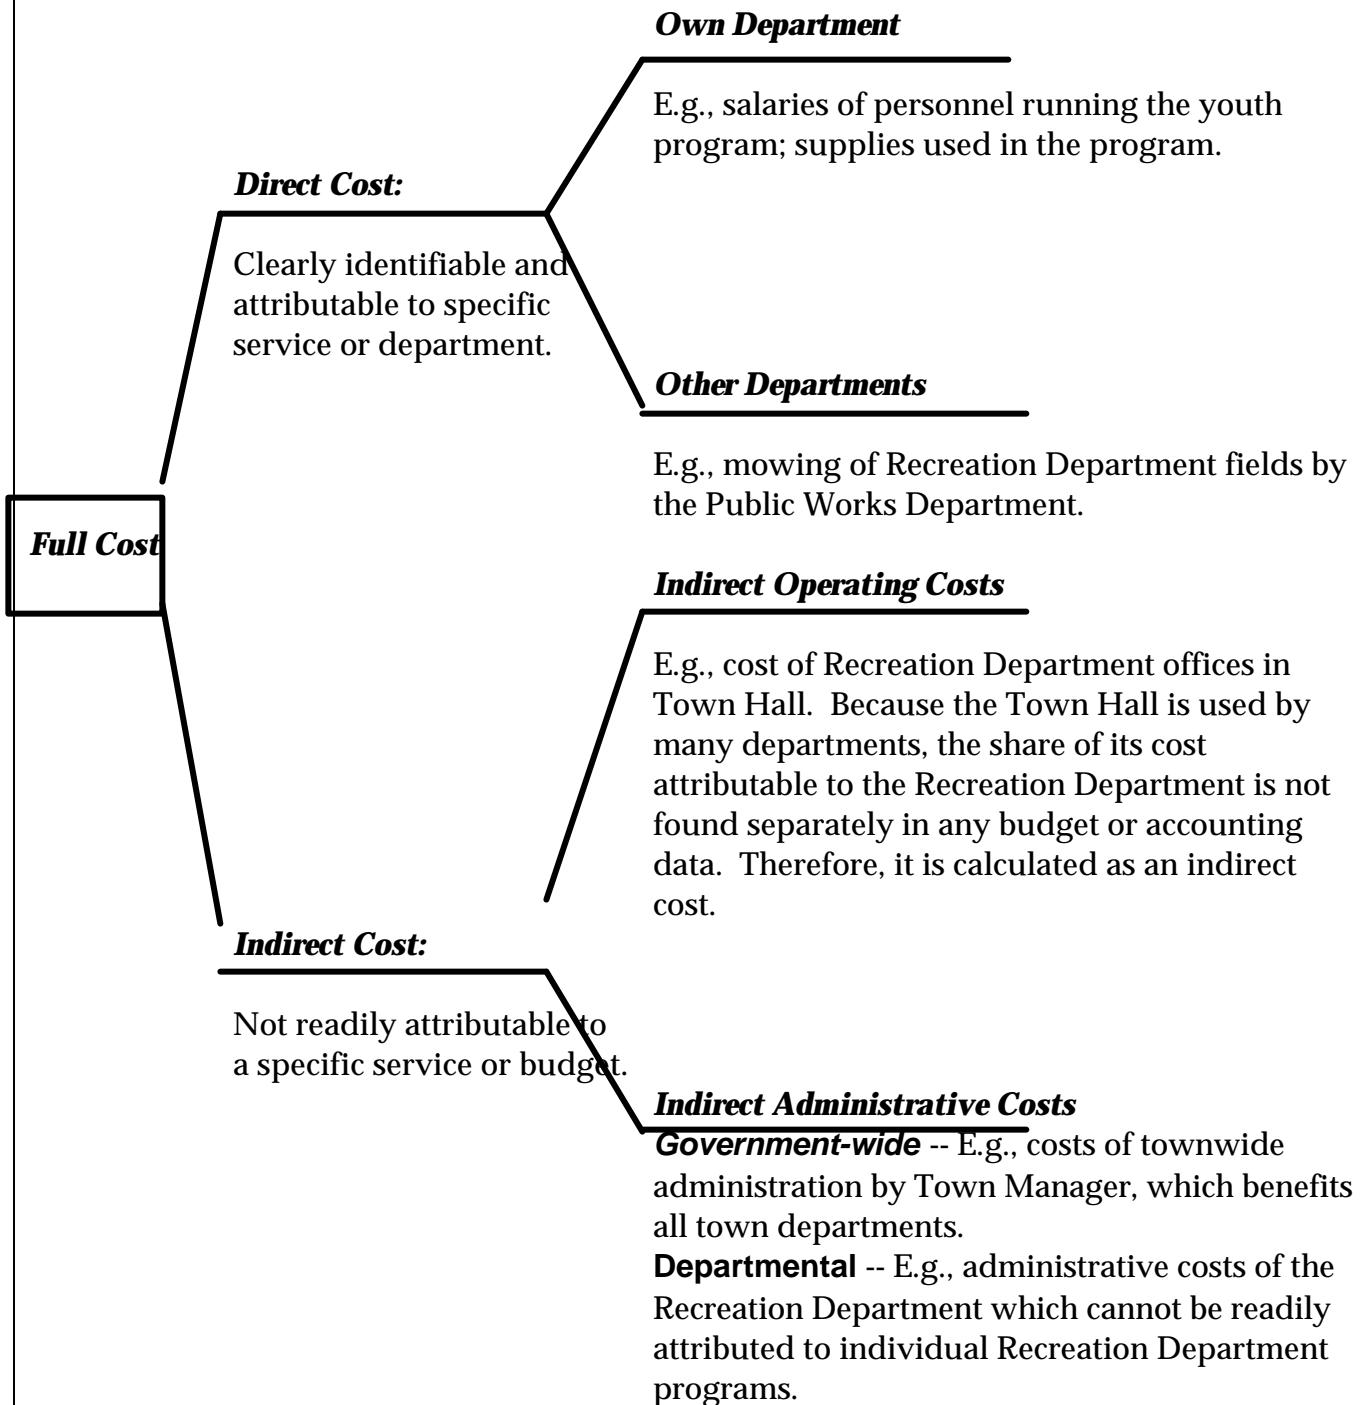 Own Department
E.g., salaries of personnel running the youth
program; supplies used in the program.
Direct Cost:
Clearly identifiable and
attributable to specific
service or department.
Other Departments
E.g., mowing of Recreation Department fields by
the Public Works Department.
Full Cost
Indirect Operating Costs
E.g., cost of Recreation Department offices in
Town Hall.  Because the Town Hall is used by
many departments, the share of its cost
attributable to the Recreation Department is not
found separately in any budget or accounting
data.  Therefore, it is calculated as an indirect
cost.
Indirect Cost:
Not readily attributable to
a specific service or budget.
Indirect Administrative Costs
Government-wide -- E.g., costs of townwide
administration by Town Manager, which benefits
all town departments.
Departmental -- E.g., administrative costs of the
Recreation Department which cannot be readily
attributed to individual Recreation Department
programs.